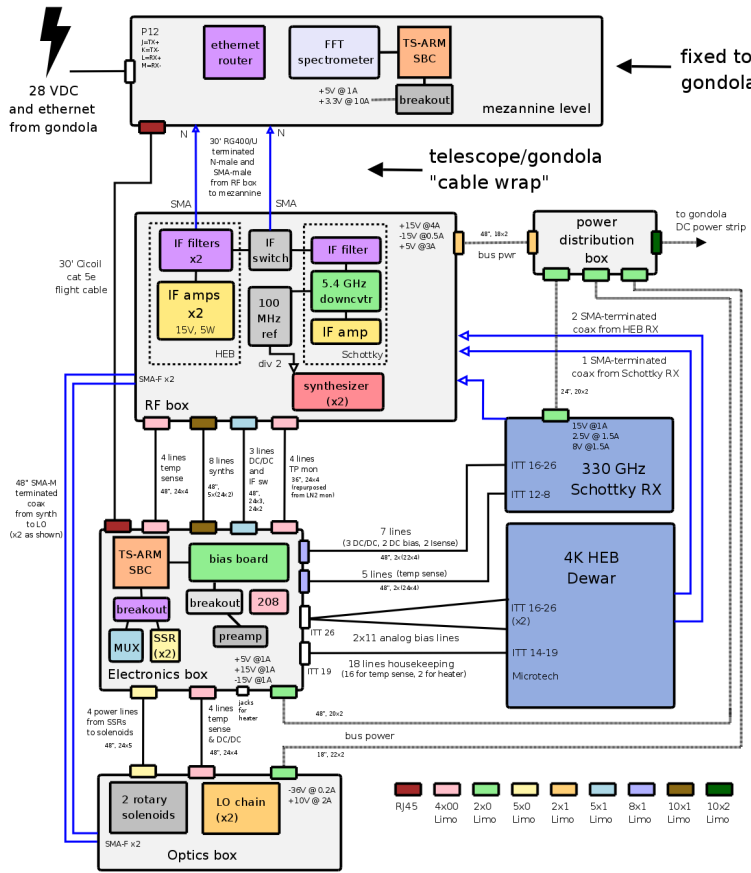 P12
J=TX+
K=TX-
L=RX+
M=RX-
ethernet
router
FFT
spectrometer
TS-ARM
SBC
+5V @ 1A
+3.3V @ 10A
breakout
mezannine level
28 VDC
and ethernet
from gondola
fixed to
gondola
N
N
30' RG400/U
terminated
N-male and
SMA-male
from RF box
to mezannine
SMA
SMA
telescope/gondola
"cable wrap"
30' Cicoil
cat 5e
flight cable
IF filters
x2
IF
switch
IF filter
IF amps
x2
15V, 5W
100
MHz
ref
5.4 GHz
downcvtr
IF amp
HEB
Schottky
div 2
synthesizer
(x2)
+15V @4A
-15V @0.5A
+5V @3A
SMA-F x2
RF box
48", 18x2
bus pwr
power
distribution
box
to gondola
DC power strip
2 SMA-terminated
coax from HEB RX
1 SMA-terminated
coax from Schottky RX
24", 20x2
15V @1A
2.5V @ 1.5A
8V @1.5A
ITT 16-26
ITT 12-8
330 GHz
Schottky RX
4 lines
temp
sense
48", 24x4
8 lines
synths
48",
5x(24x2)
3 lines
DC/DC
and
IF sw
48",
24x3,
24x2
4 lines
TP mon
36", 24x4
(repurposed
from LN2 mon)
48" SMA-M
terminated
coax
from synth
to LO
(x2 as shown)
TS-ARM
SBC
bias board
breakout
breakout
208
MUX
SSR
(x2)
preamp
+5V @1A
+15V @1A
-15V @1A
Electronics box
7 lines
(3 DC/DC, 2 DC bias, 2 Isense)
48", 2x(22x4)
5 lines (temp sense)
48", 2x(24x4)
ITT 26
2x11 analog bias lines
ITT 19
18 lines housekeeping
(16 for temp sense, 2 for heater)
4K HEB
Dewar
ITT 16-26
(x2)
ITT 14-19
Microtech
jacks
for
heater
48", 20x2
bus power
18", 22x2
4 power lines
from SSRs
to solenoids
48", 24x5
4 lines
temp
sense
& DC/DC
48", 24x4
2 rotary
solenoids
LO chain
(x2)
-36V @ 0.2A
+10V @ 2A
SMA-F x2
Optics box
RJ45
4x00
Limo
2x0
Limo
5x0
Limo
2x1
Limo
5x1
Limo
8x1
Limo
10x1
Limo
10x2
Limo